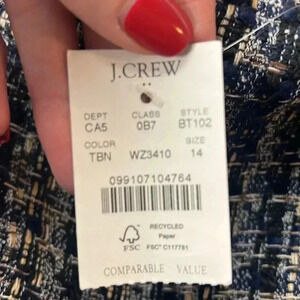 J.CREW
DEPT CLASS STYLE
CA5 0B7 BT102
COLOR SIZE
TBN WZ3410 14
099107104764
RECYCLED
Paper
FSC FSC® C117781
COMPARABLE VALUE